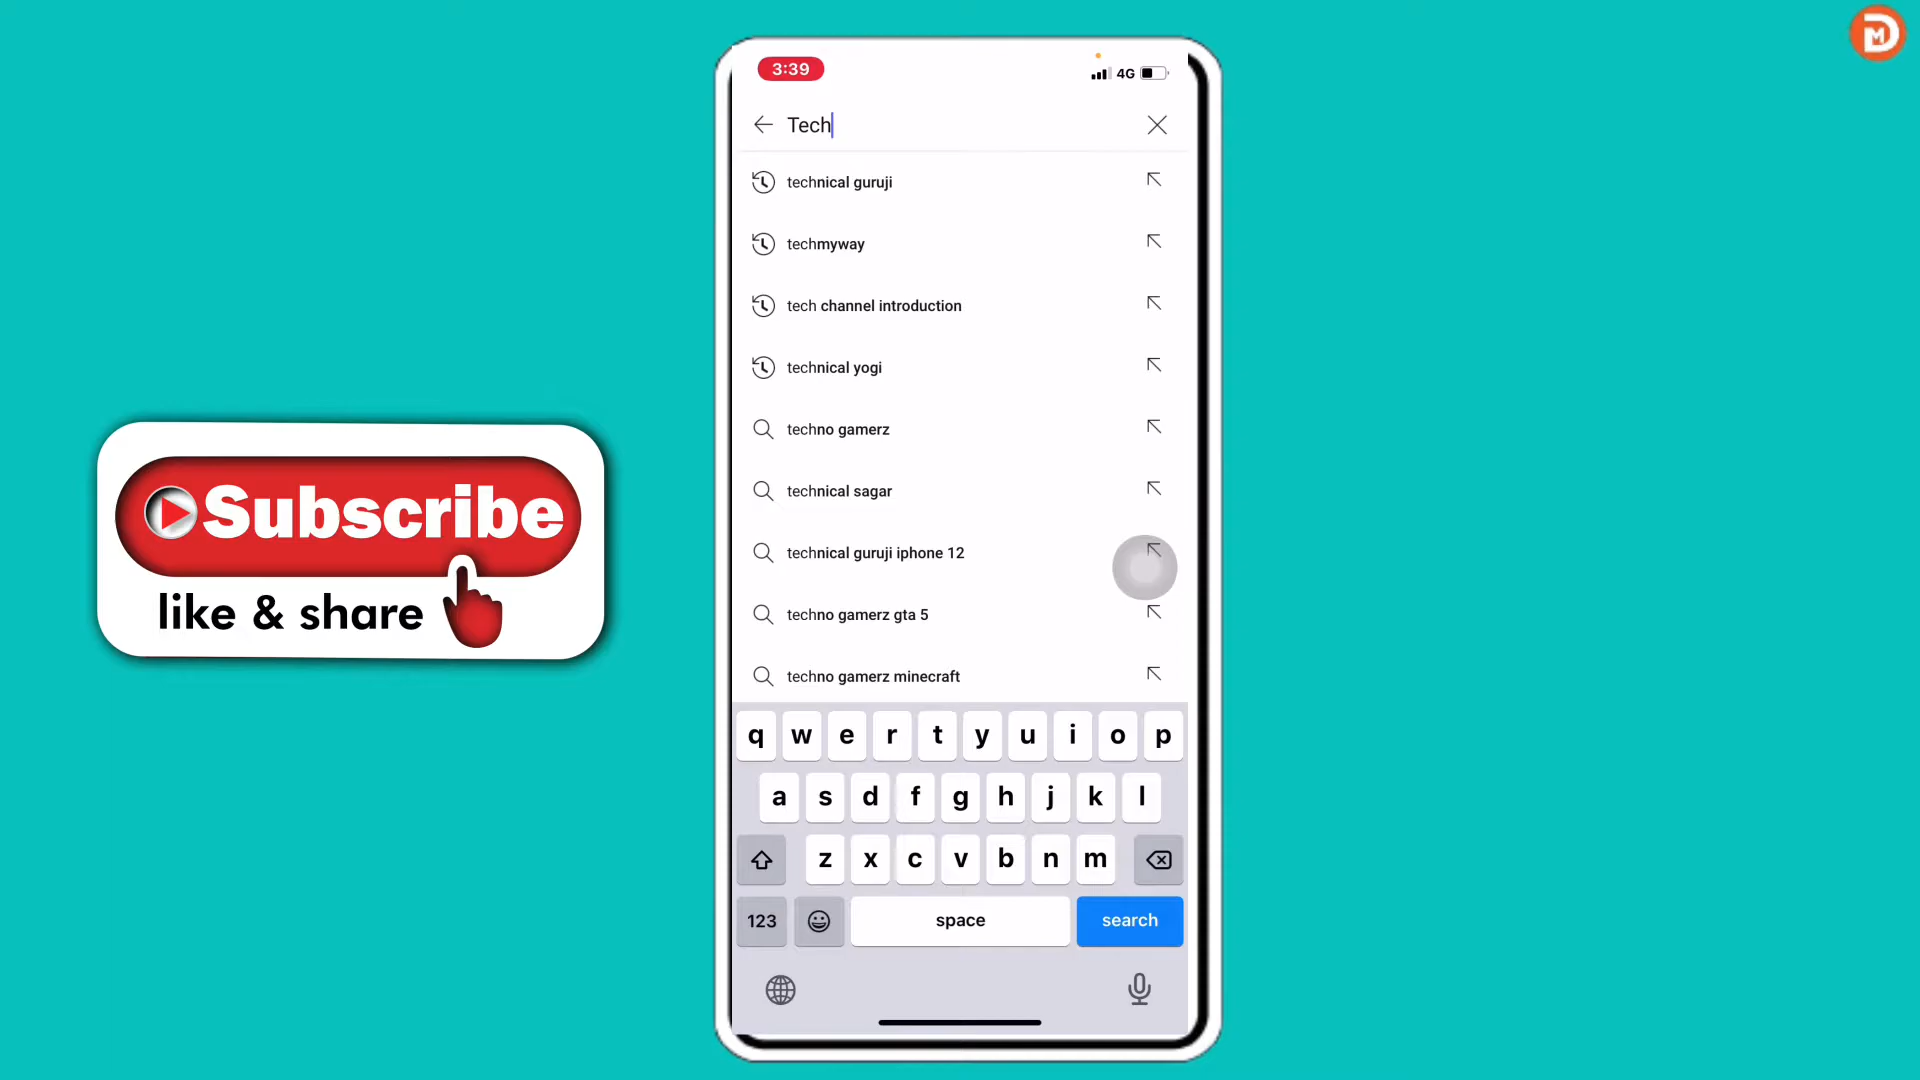 3:39
4G
Tech
technical guruji
techmyway
tech channel introduction
technical yogi
techno gamerz
technical sagar
technical guruji iphone 12
techno gamerz gta 5
techno gamerz minecraft
Subscribe
like & share
q w e r t y u i o p
a s d f g h j k l
z x c v b n m
123 space search
DM